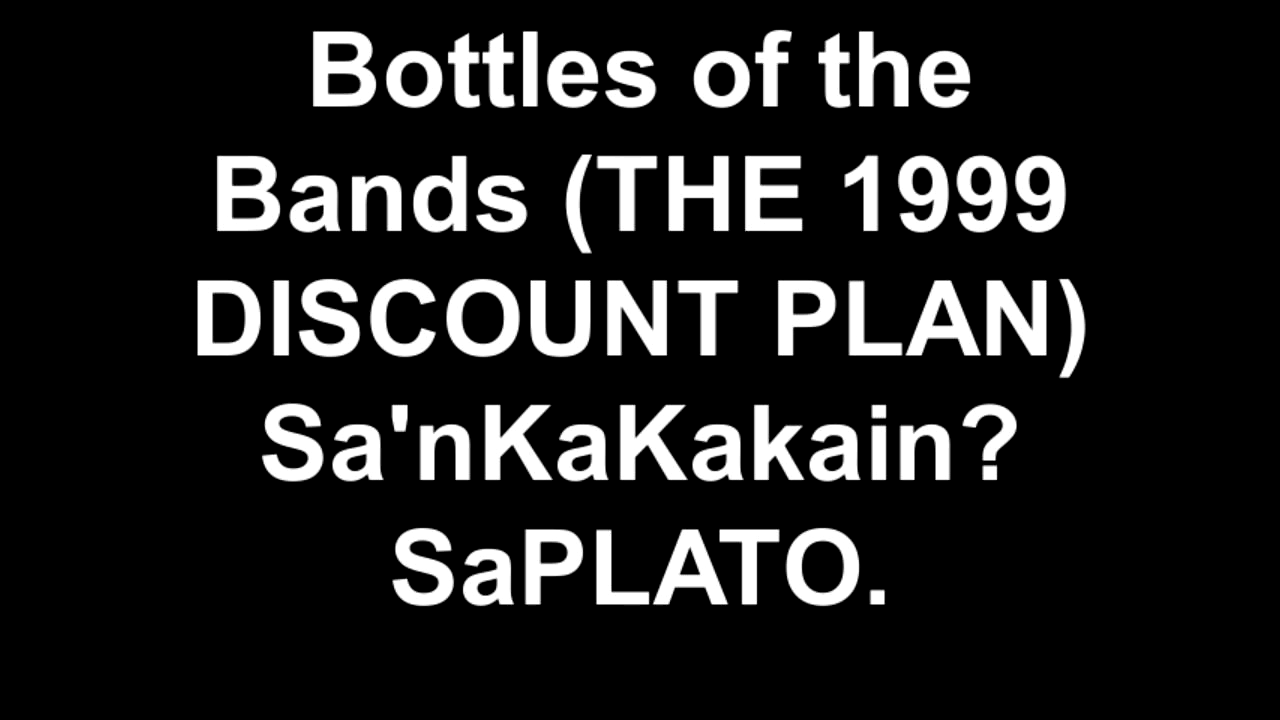 Bottles of the
Bands (THE 1999
DISCOUNT PLAN)
Sa'nKaKakain?
SaPLATO.